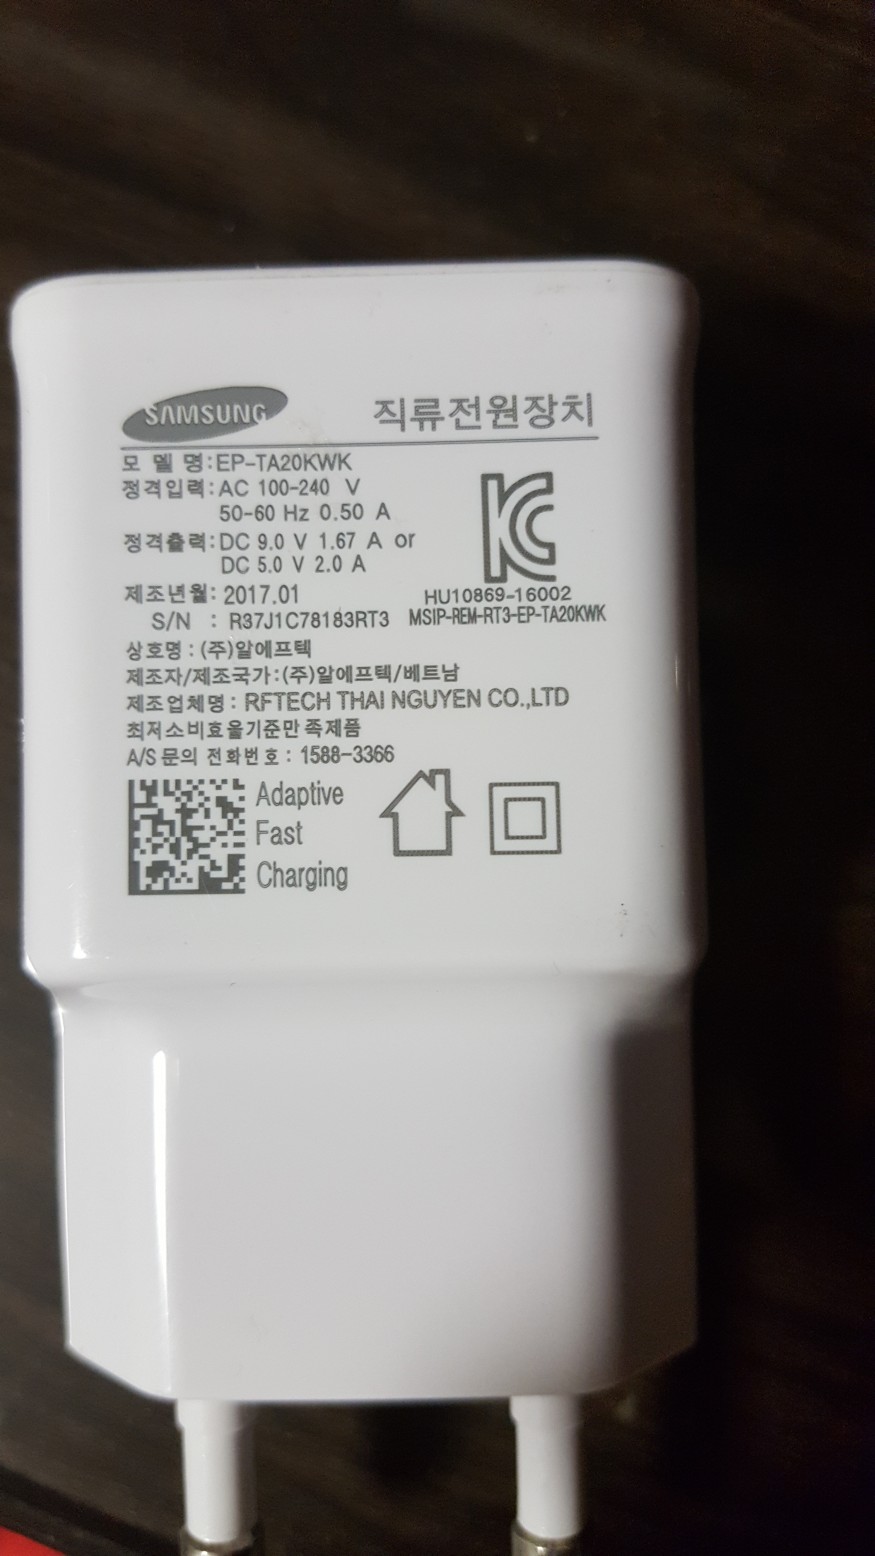 SAMSUNG 직류전원장치
모 델 명:EP-TA20KWK
정격입력:AC 100-240 V
50-60 Hz 0.50 A
정격출력:DC 9.0 V 1.67 A or
DC 5.0 V 2.0 A
제조년월: 2017.01
HU10869-16002
S/N : R37J1C78183RT3 MSIP-REM-RT3-EP-TA20KWK
상호명 : (주)알에프텍
제조자/제조국가:(주)알에프텍/베트남
제조업체명 : RFTECH THAI NGUYEN CO.,LTD
최저소비효율기준만족제품
A/S 문의 전화번호 : 1588-3366
Adaptive
Fast
Charging